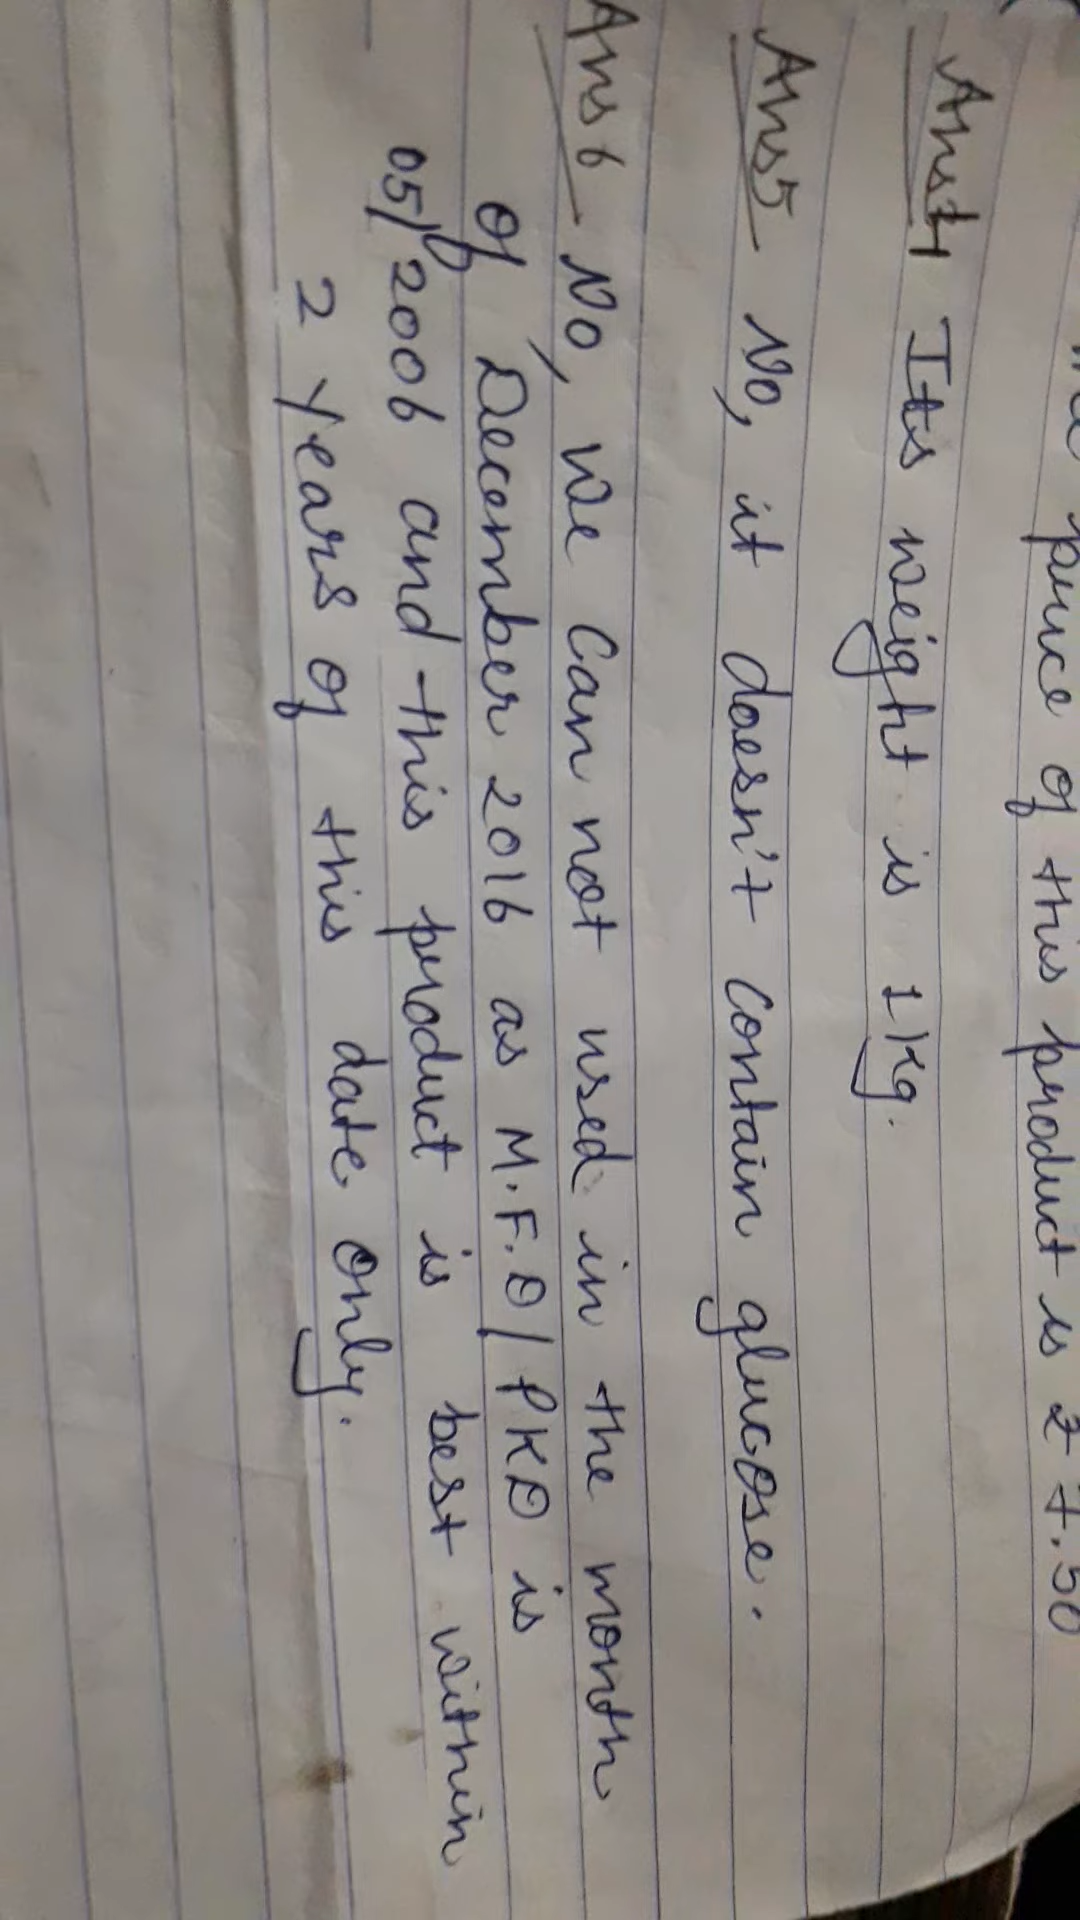 price of this product is ₹ 7.50
Ans4 Its weight is 1 kg.
Ans5 No, it doesn't contain glucose.
Ans 6 No, we can not used in the month
of December 2016 as M.F.D/PKD is
05/2006 and this product is best within
2 years of this date only.